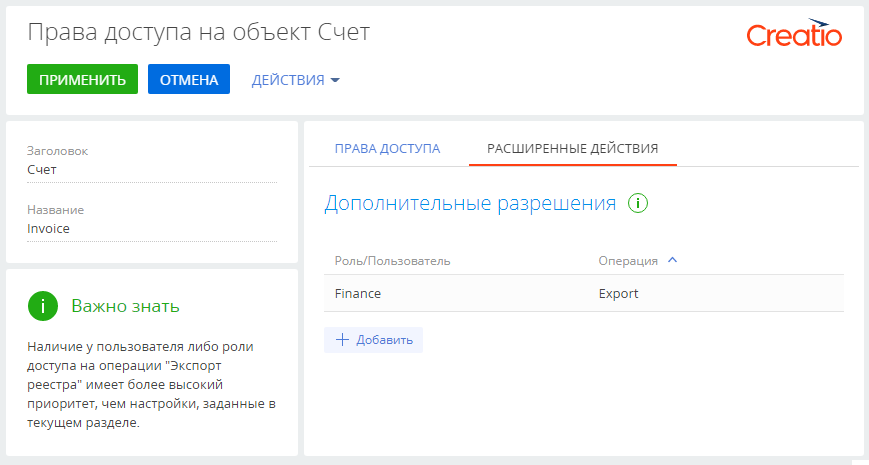 Права доступа на объект Счет
Creatio
ПРИМЕНИТЬ
ОТМЕНА
ДЕЙСТВИЯ
Заголовок
Счет
Название
Invoice
i Важно знать
Наличие у пользователя либо роли
доступа на операции "Экспорт
реестра" имеет более высокий
приоритет, чем настройки, заданные в
текущем разделе.
ПРАВА ДОСТУПА
РАСШИРЕННЫЕ ДЕЙСТВИЯ
Дополнительные разрешения i
Роль/Пользователь Операция
Finance Export
+ Добавить